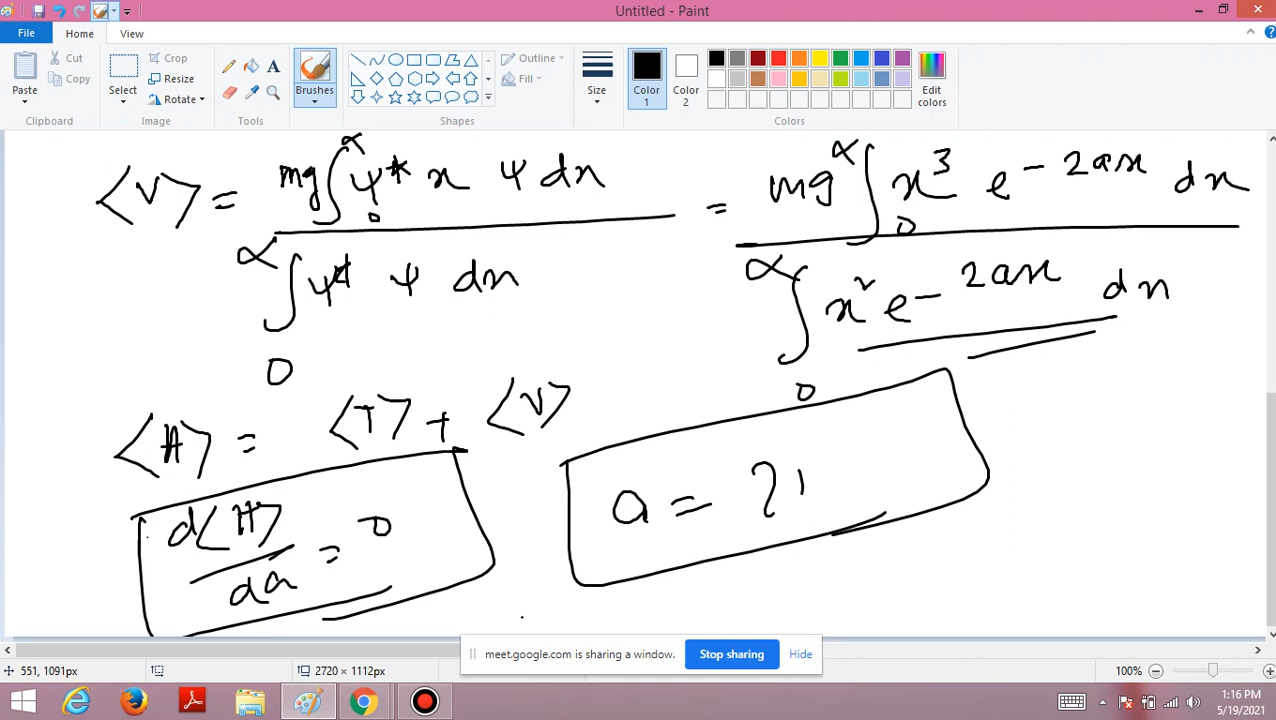 Untitled - Paint
File Home View
Paste Cut Copy Clipboard
Select Crop Resize Rotate Image
Tools
Brushes
Outline Fill Shapes
Size
Color 1 Color 2 Edit colors Colors
<V> = mg ∫₀^∝ ψ* x ψ dx / ∫₀^∝ ψ* ψ dx = mg ∫₀^∝ x³ e^-2ax dx / ∫₀^∝ x² e^-2ax dx
<H> = <T> + <V>
d<H>/da = 0
a = ?
meet.google.com is sharing a window. Stop sharing Hide
551, 1091px 2720 × 1112px 100%
1:16 PM
5/19/2021